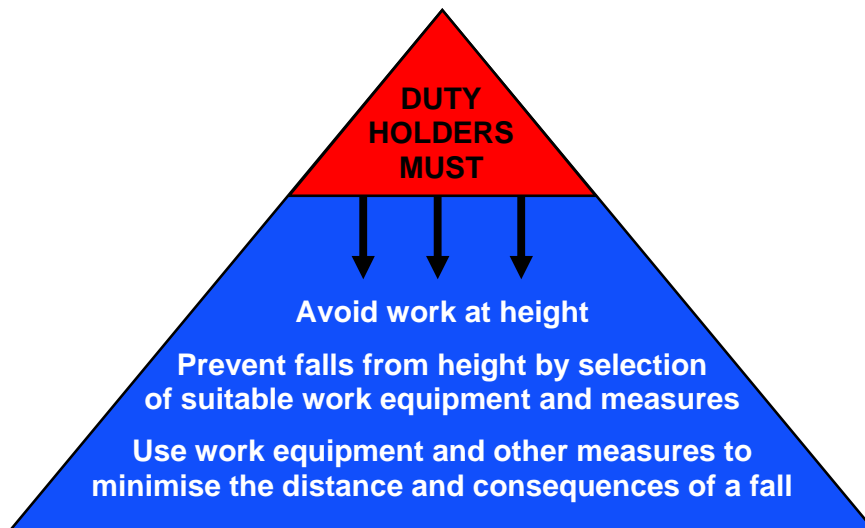 DUTY
HOLDERS
MUST
Avoid work at height
Prevent falls from height by selection
of suitable work equipment and measures
Use work equipment and other measures to
minimise the distance and consequences of a fall